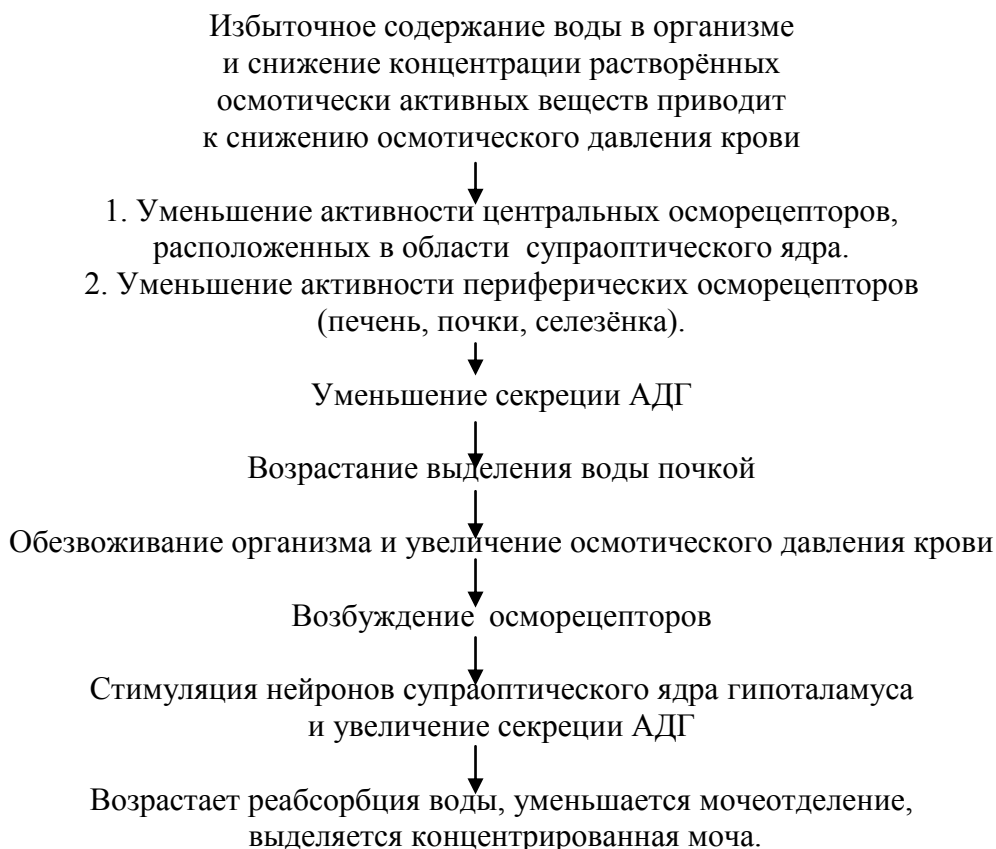 Избыточное содержание воды в организме
и снижение концентрации растворённых
осмотически активных веществ приводит
к снижению осмотического давления крови
1. Уменьшение активности центральных осморецепторов,
расположенных в области супраоптического ядра.
2. Уменьшение активности периферических осморецепторов
(печень, почки, селезёнка).
Уменьшение секреции АДГ
Возрастание выделения воды почкой
Обезвоживание организма и увеличение осмотического давления крови
Возбуждение осморецепторов
Стимуляция нейронов супраоптического ядра гипоталамуса
и увеличение секреции АДГ
Возрастает реабсорбция воды, уменьшается мочеотделение,
выделяется концентрированная моча.